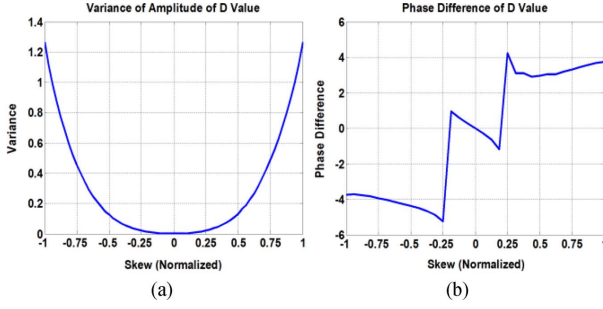 Variance of Amplitude of D Value
1.4
1.2
1
0.8
0.6
0.4
0.2
0
Variance
-1 -0.75 -0.5 -0.25 0 0.25 0.5 0.75 1
Skew (Normalized)
(a)
Phase Difference of D Value
6
4
2
0
-2
-4
-6
Phase Difference
-1 -0.75 -0.5 -0.25 0 0.25 0.5 0.75 1
Skew (Normalized)
(b)